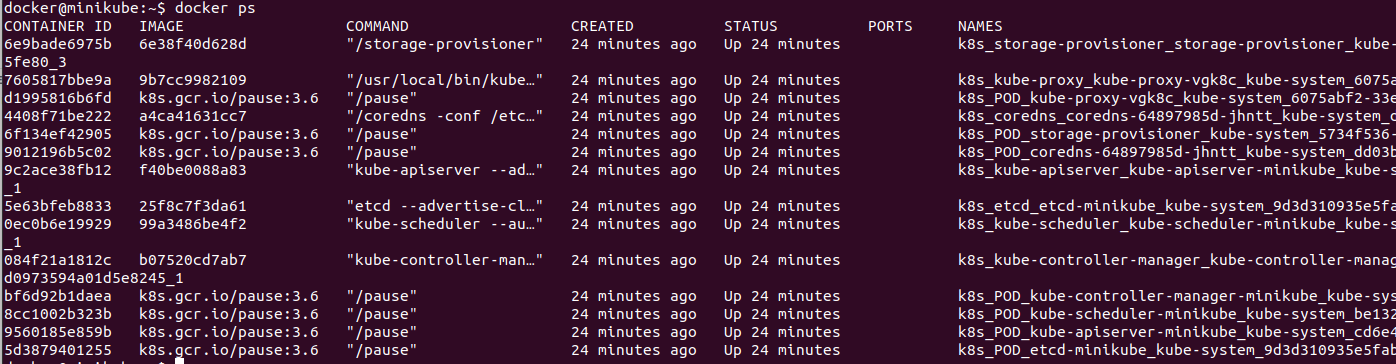 docker@minikube:~$ docker ps
CONTAINER ID IMAGE COMMAND CREATED STATUS PORTS NAMES
6e9bade6975b 6e38f40d628d "/storage-provisioner" 24 minutes ago Up 24 minutes k8s_storage-provisioner_storage-provisioner_kube-
5fe80_3
7605817bbe9a 9b7cc9982109 "/usr/local/bin/kube…" 24 minutes ago Up 24 minutes k8s_kube-proxy_kube-proxy-vgk8c_kube-system_6075a
d1995816b6fd k8s.gcr.io/pause:3.6 "/pause" 24 minutes ago Up 24 minutes k8s_POD_kube-proxy-vgk8c_kube-system_6075abf2-33e
4408f71be222 a4ca41631cc7 "/coredns -conf /etc…" 24 minutes ago Up 24 minutes k8s_coredns_coredns-64897985d-jhntt_kube-system_d
6f134ef42905 k8s.gcr.io/pause:3.6 "/pause" 24 minutes ago Up 24 minutes k8s_POD_storage-provisioner_kube-system_5734f536-
9012196b5c02 k8s.gcr.io/pause:3.6 "/pause" 24 minutes ago Up 24 minutes k8s_POD_coredns-64897985d-jhntt_kube-system_dd03b
9c2ace38fb12 f40be0088a83 "kube-apiserver --ad…" 24 minutes ago Up 24 minutes k8s_kube-apiserver_kube-apiserver-minikube_kube-s
_1
5e63bfeb8833 25f8c7f3da61 "etcd --advertise-cl…" 24 minutes ago Up 24 minutes k8s_etcd_etcd-minikube_kube-system_9d3d310935e5fa
0ec0b6e19929 99a3486be4f2 "kube-scheduler --au…" 24 minutes ago Up 24 minutes k8s_kube-scheduler_kube-scheduler-minikube_kube-s
_1
084f21a1812c b07520cd7ab7 "kube-controller-man…" 24 minutes ago Up 24 minutes k8s_kube-controller-manager_kube-controller-manag
d0973594a01d5e8245_1
bf6d92b1daea k8s.gcr.io/pause:3.6 "/pause" 24 minutes ago Up 24 minutes k8s_POD_kube-controller-manager-minikube_kube-sys
8cc1002b323b k8s.gcr.io/pause:3.6 "/pause" 24 minutes ago Up 24 minutes k8s_POD_kube-scheduler-minikube_kube-system_be132
9560185e859b k8s.gcr.io/pause:3.6 "/pause" 24 minutes ago Up 24 minutes k8s_POD_kube-apiserver-minikube_kube-system_cd6e4
5d3879401255 k8s.gcr.io/pause:3.6 "/pause" 24 minutes ago Up 24 minutes k8s_POD_etcd-minikube_kube-system_9d3d310935e5fab